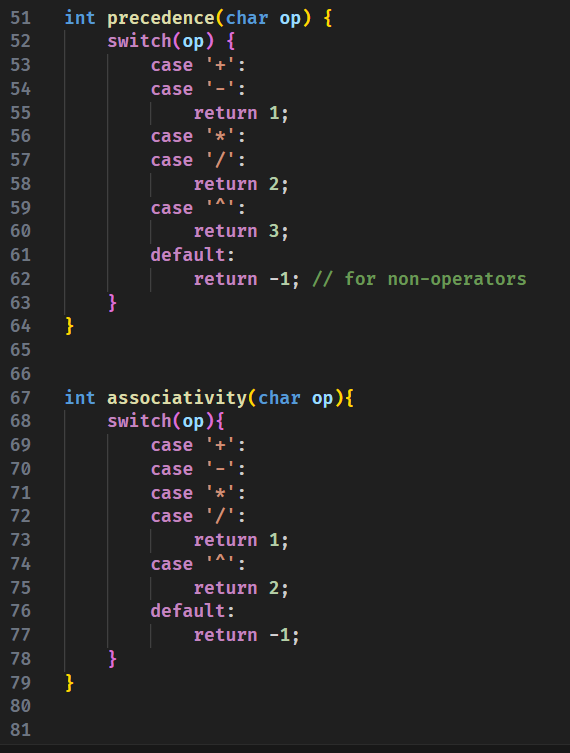 51 int precedence(char op) {
52     switch(op) {
53         case '+':
54         case '-':
55             return 1;
56         case '*':
57         case '/':
58             return 2;
59         case '^':
60             return 3;
61         default:
62             return -1; // for non-operators
63     }
64 }
65
66
67 int associativity(char op){
68     switch(op){
69         case '+':
70         case '-':
71         case '*':
72         case '/':
73             return 1;
74         case '^':
75             return 2;
76         default:
77             return -1;
78     }
79 }
80
81